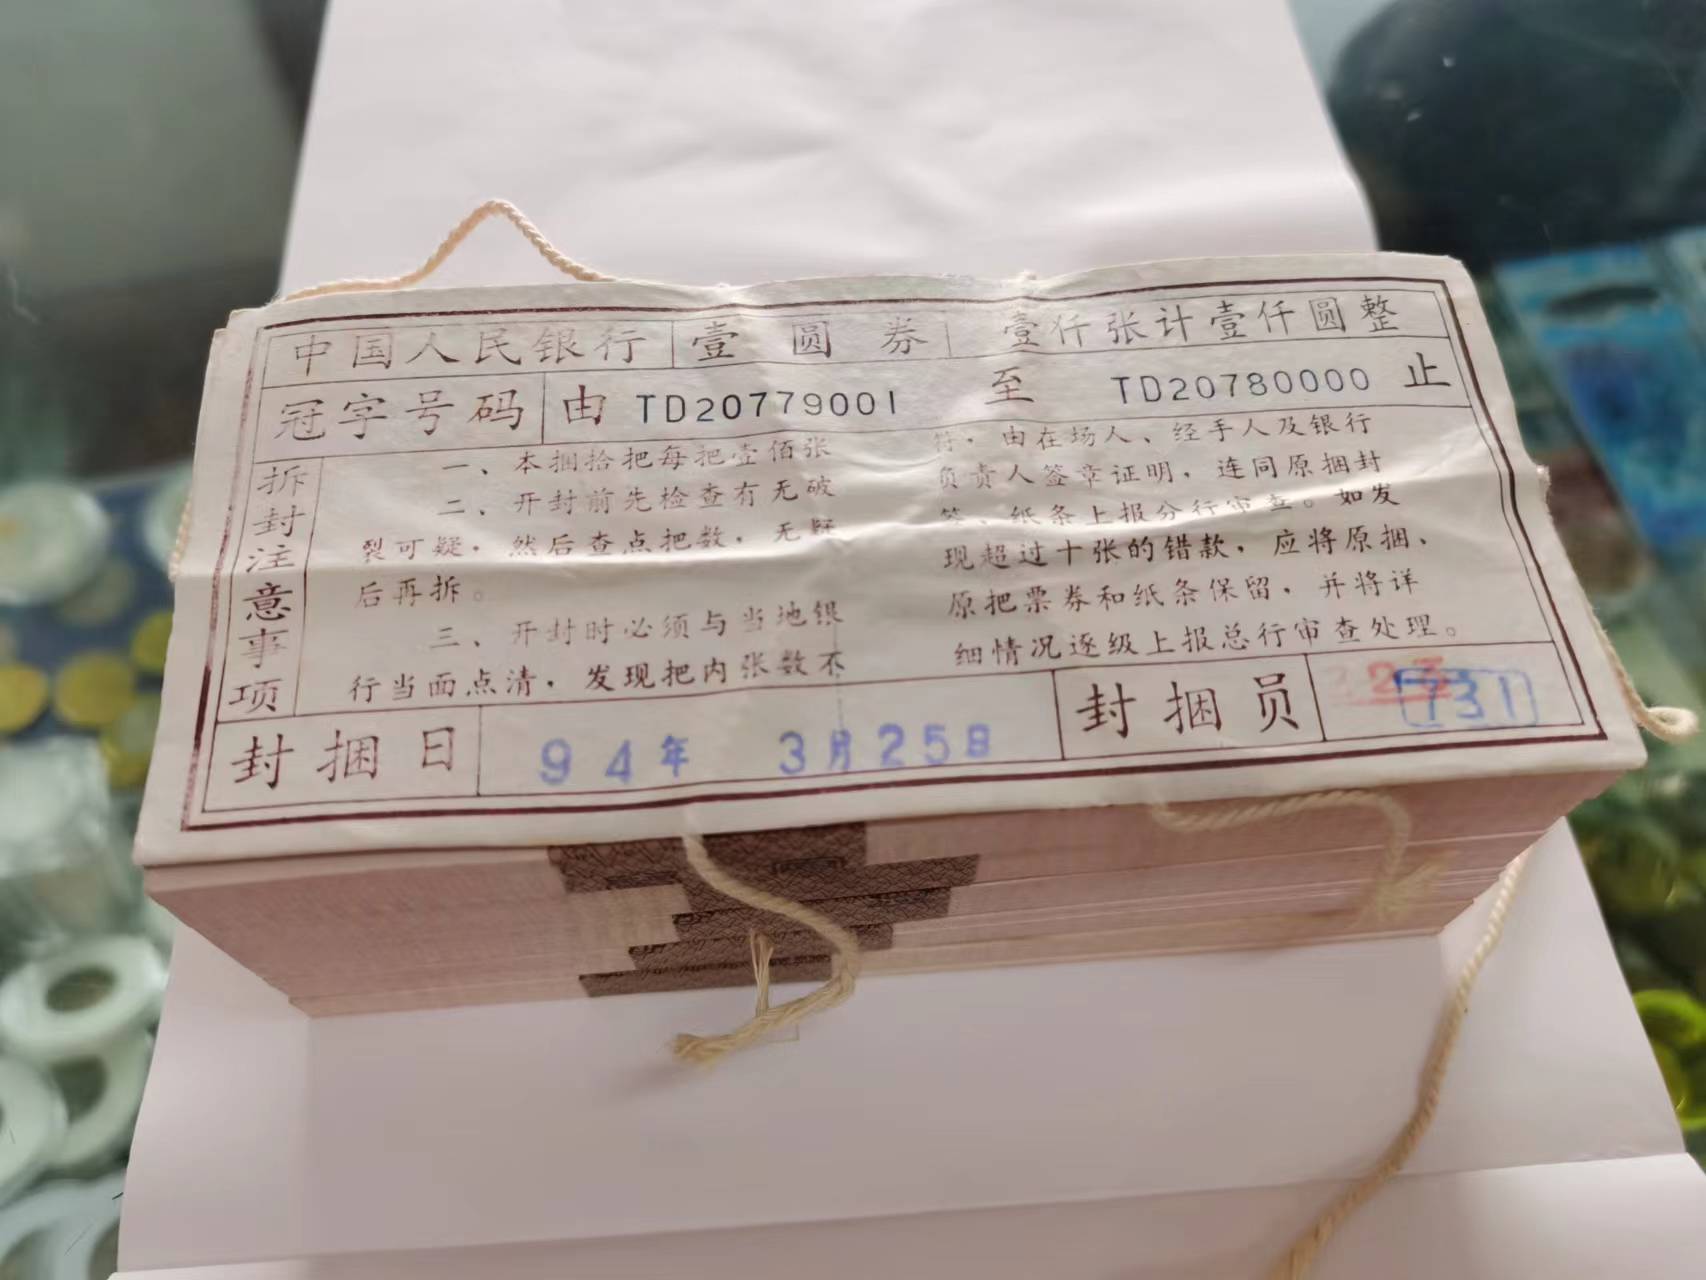 中国人民银行 壹圆券 壹仟张计壹仟圆整
冠字号码 由 TD20779001 至 TD20780000 止
拆封注意事项
一、本捆拾把每把壹佰张
二、开封前先检查有无破
裂可疑，然后查点把数，无疑
后再拆。
三、开封时必须与当地银
行当面点清，发现把内张数不
符，由在场人、经手人及银行
负责人签章证明，连同原捆封
签、纸条上报分行审查。如发
现超过十张的错款，应将原捆、
原把票券和纸条保留，并将详
细情况逐级上报总行审查处理。
封捆日 94年 3月25日 封捆员 731